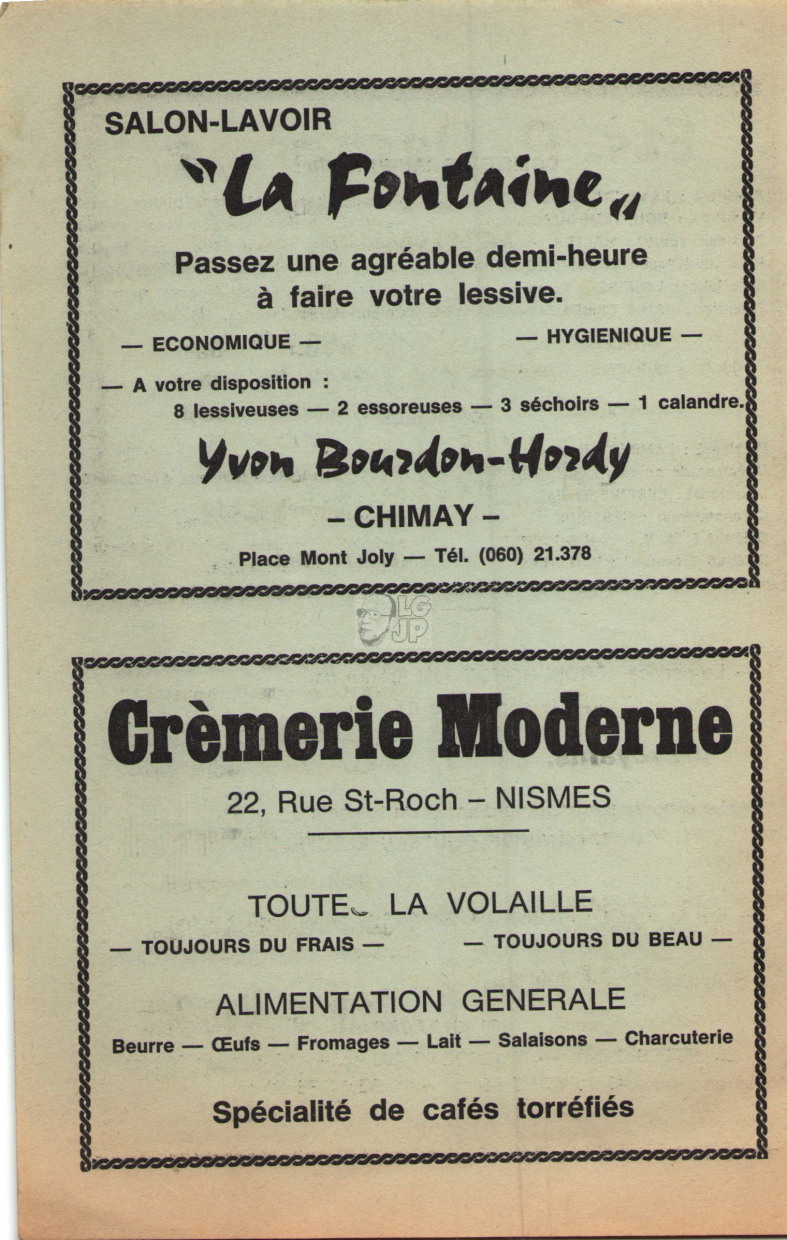 SALON-LAVOIR
"La Fontaine„
Passez une agréable demi-heure
à faire votre lessive.
— ECONOMIQUE — — HYGIENIQUE —
— A votre disposition :
8 lessiveuses — 2 essoreuses — 3 séchoirs — 1 calandre.
Yvon Bourdon-Hordy
– CHIMAY –
Place Mont Joly — Tél. (060) 21.378
LG
JP
Crèmerie Moderne
22, Rue St-Roch – NISMES
TOUTE LA VOLAILLE
— TOUJOURS DU FRAIS — — TOUJOURS DU BEAU —
ALIMENTATION GENERALE
Beurre — Œufs — Fromages — Lait — Salaisons — Charcuterie
Spécialité de cafés torréfiés